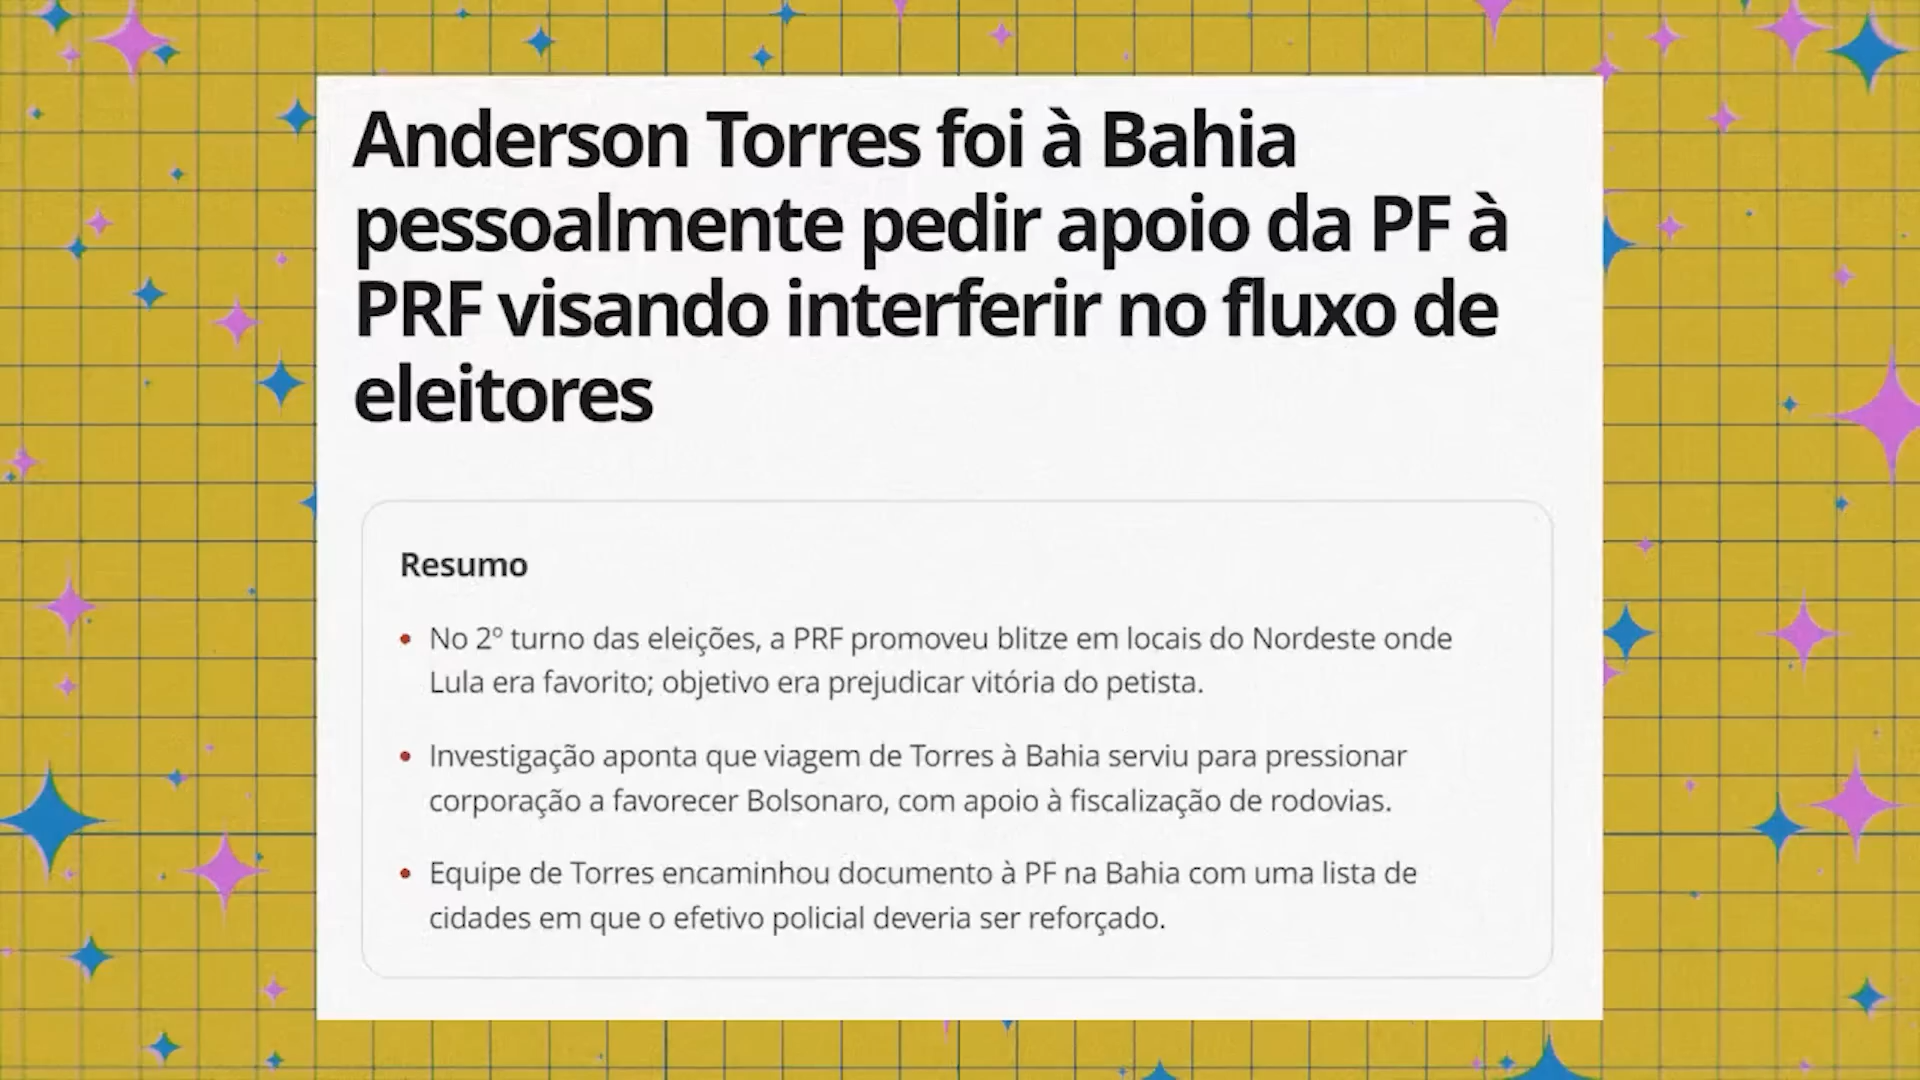 Anderson Torres foi à Bahia
pessoalmente pedir apoio da PF à
PRF visando interferir no fluxo de
eleitores
Resumo
No 2º turno das eleições, a PRF promoveu blitze em locais do Nordeste onde
Lula era favorito; objetivo era prejudicar vitória do petista.
Investigação aponta que viagem de Torres à Bahia serviu para pressionar
corporação a favorecer Bolsonaro, com apoio à fiscalização de rodovias.
Equipe de Torres encaminhou documento à PF na Bahia com uma lista de
cidades em que o efetivo policial deveria ser reforçado.